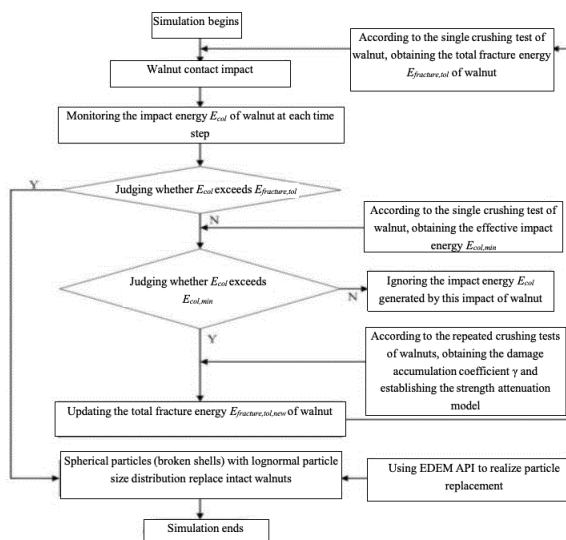 Simulation begins
According to the single crushing test of
walnut, obtaining the total fracture energy
Efracture,tol of walnut
Walnut contact impact
Monitoring the impact energy Ecol of walnut at each time
step
Y
Judging whether Ecol exceeds Efracture,tol
N
According to the single crushing test of
walnut, obtaining the effective impact
energy Ecol,min
Judging whether Ecol exceeds
Ecol,min
N
Ignoring the impact energy Ecol
generated by this impact of walnut
Y
According to the repeated crushing tests
of walnuts, obtaining the damage
accumulation coefficient γ and
establishing the strength attenuation
model
Updating the total fracture energy Efracture,tol,new of walnut
Spherical particles (broken shells) with lognormal particle
size distribution replace intact walnuts
Using EDEM API to realize particle
replacement
Simulation ends